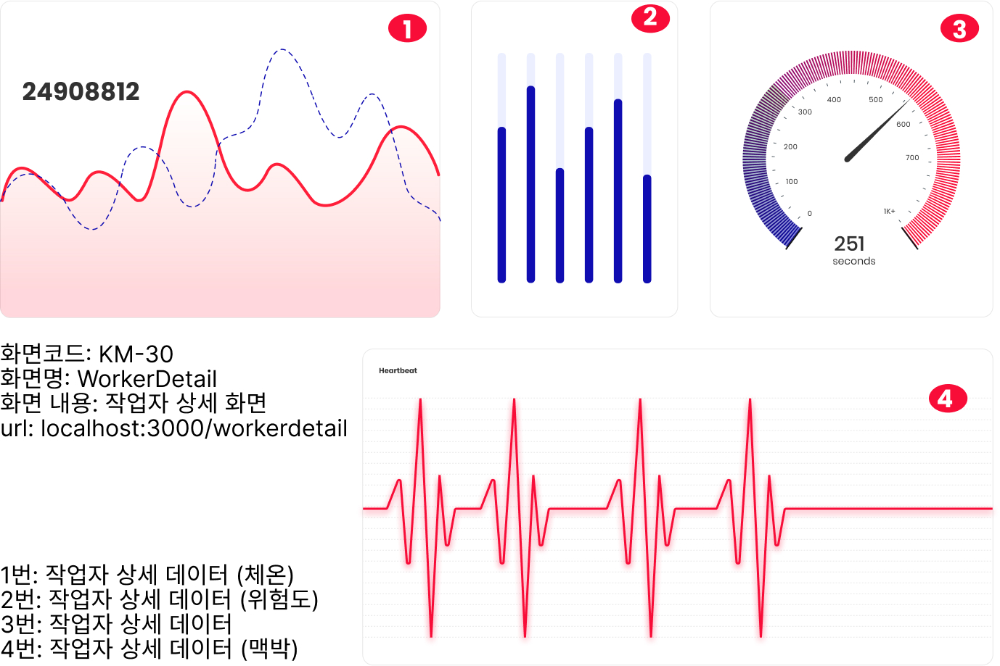 1
24908812
2
3
0
100
200
300
400
500
600
700
1K+
251
seconds
화면코드: KM-30
화면명: WorkerDetail
화면 내용: 작업자 상세 화면
url: localhost:3000/workerdetail
Heartbeat
4
1번: 작업자 상세 데이터 (체온)
2번: 작업자 상세 데이터 (위험도)
3번: 작업자 상세 데이터
4번: 작업자 상세 데이터 (맥박)